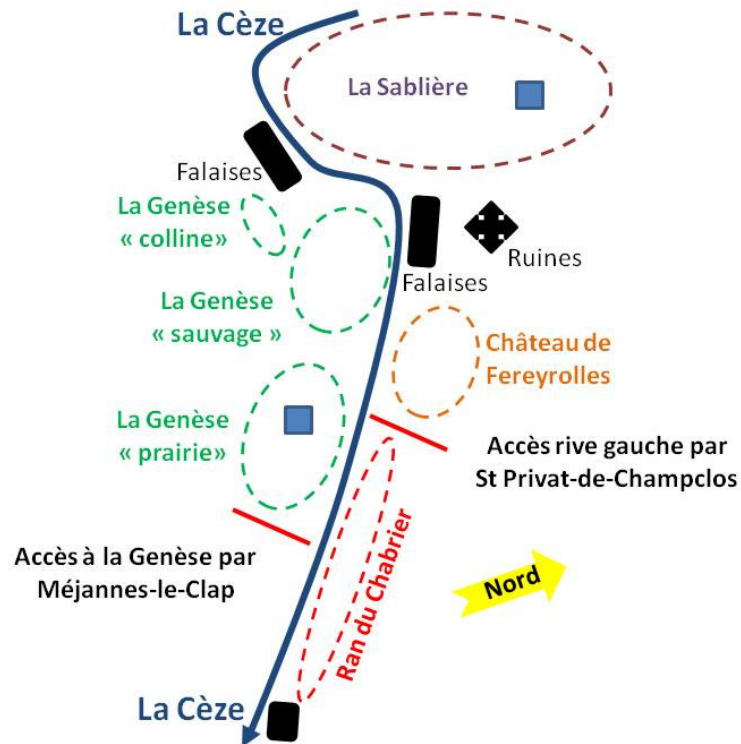 La Cèze
La Sablière
Falaises
La Genèse
« colline»
Ruines
Falaises
La Genèse
« sauvage »
Château de
Fereyrolles
La Genèse
« prairie»
Accès rive gauche par
St Privat-de-Champclos
Accès à la Genèse par
Méjannes-le-Clap
Ran du Chabrier
Nord
La Cèze